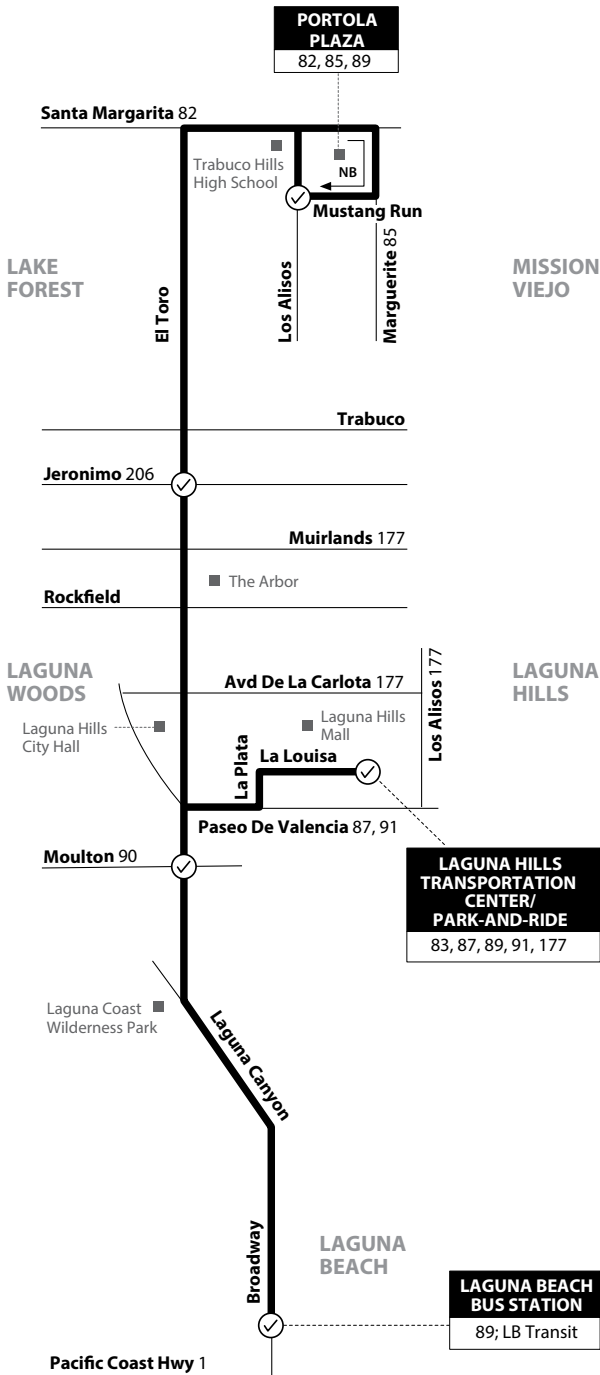 PORTOLA
PLAZA
82, 85, 89
Santa Margarita 82
Trabuco Hills
High School
NB
Mustang Run
LAKE
FOREST
El Toro
Los Alisos
Marguerite 85
MISSION
VIEJO
Trabuco
Jeronimo 206
Muirlands 177
The Arbor
Rockfield
LAGUNA
WOODS
Avd De La Carlota 177
Los Alisos 177
LAGUNA
HILLS
Laguna Hills
City Hall
Laguna Hills
Mall
La Plata
La Louisa
Paseo De Valencia 87, 91
Moulton 90
LAGUNA HILLS
TRANSPORTATION
CENTER/
PARK-AND-RIDE
83, 87, 89, 91, 177
Laguna Coast
Wilderness Park
Laguna Canyon
Broadway
LAGUNA
BEACH
LAGUNA BEACH
BUS STATION
89; LB Transit
Pacific Coast Hwy 1